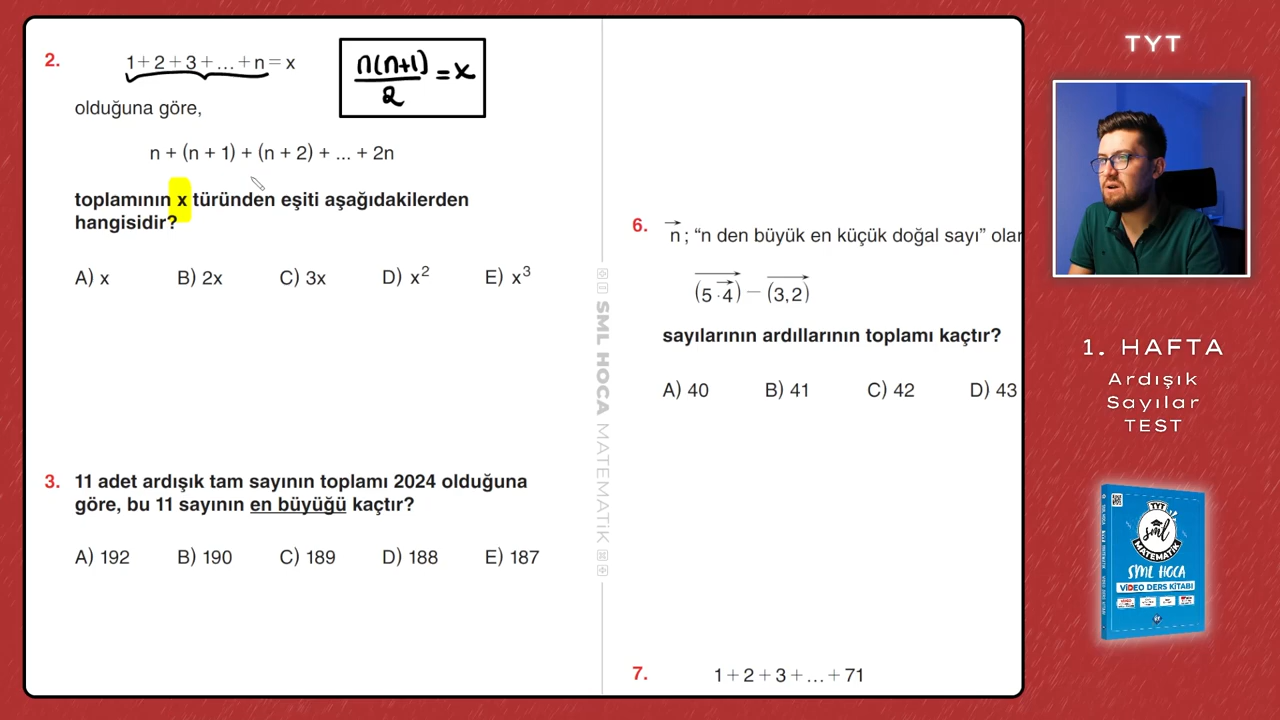 2. 1+2+3+...+n=x
n(n+1)/2 = x
olduğuna göre,
n + (n + 1) + (n + 2) + ... + 2n
toplamının x türünden eşiti aşağıdakilerden
hangisidir?
A) x B) 2x C) 3x D) x² E) x³
3. 11 adet ardışık tam sayının toplamı 2024 olduğuna
göre, bu 11 sayının en büyüğü kaçtır?
A) 192 B) 190 C) 189 D) 188 E) 187
SML HOCA MATEMATİK
6. n⃗; “n den büyük en küçük doğal sayı” olar
(5·4) − (3,2)
sayılarının ardıllarının toplamı kaçtır?
A) 40 B) 41 C) 42 D) 43
7. 1+2+3+...+71
TYT
1. HAFTA
Ardışık
Sayılar
TEST
TYT
sml
MATEMATİK
SML HOCA
VİDEO DERS KİTABI